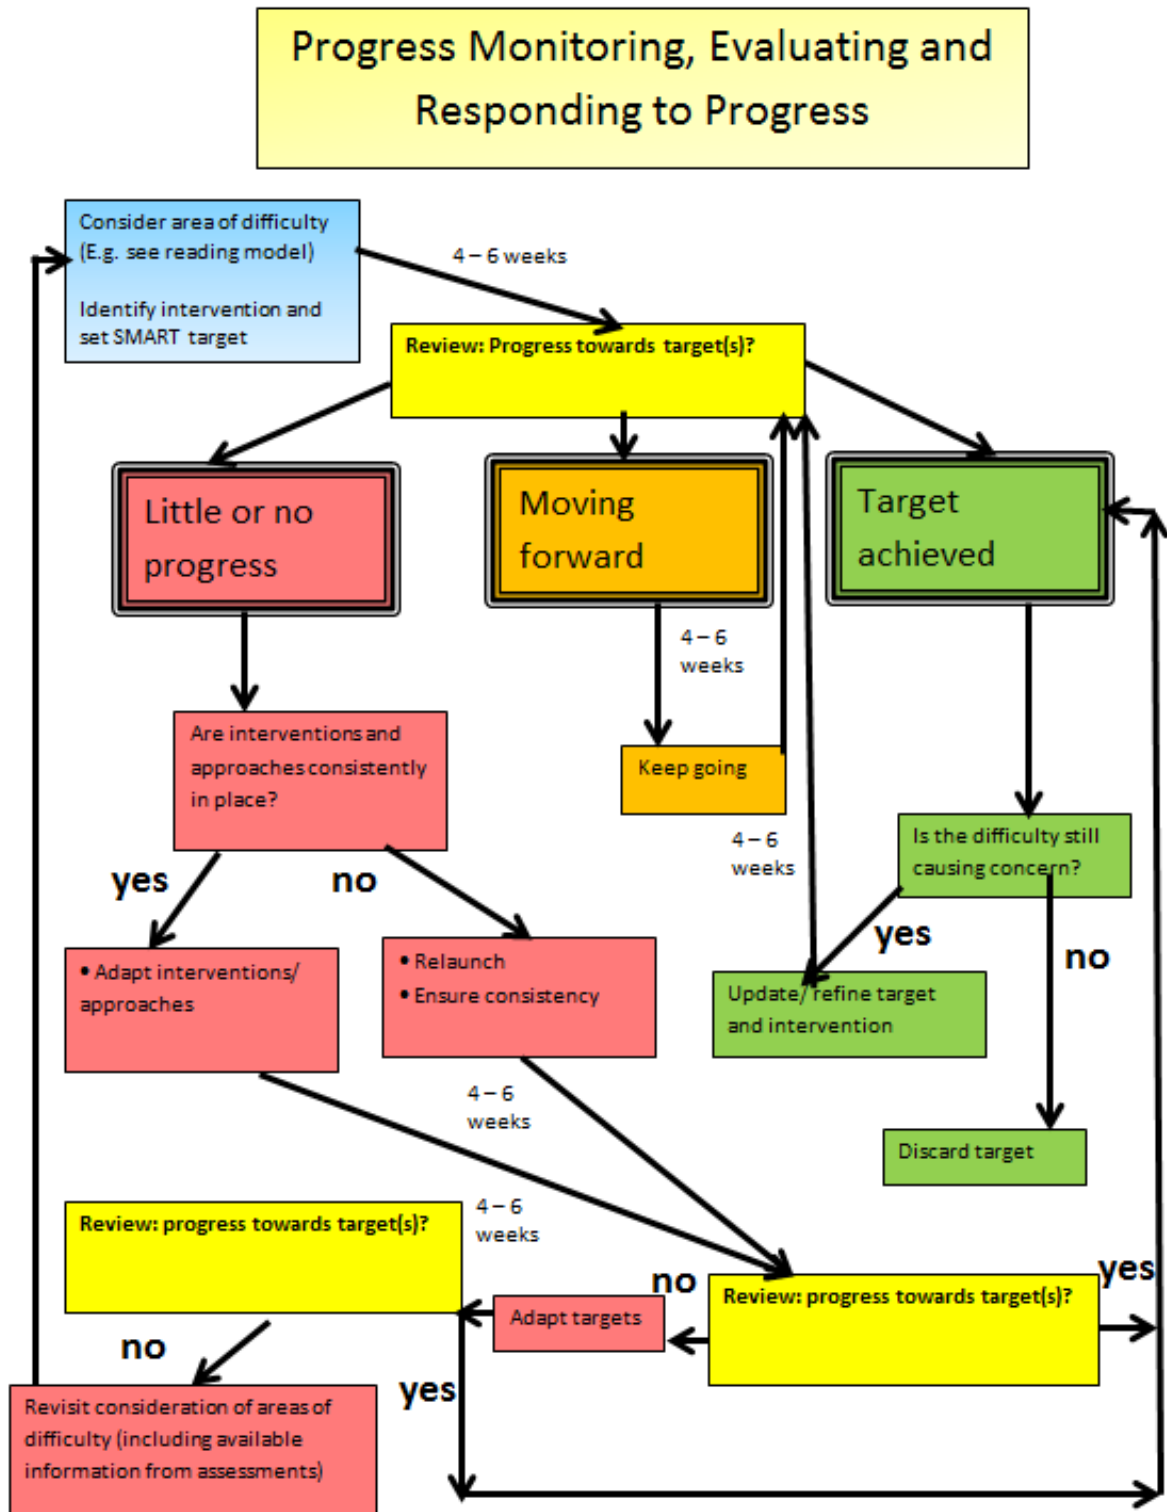 Progress Monitoring, Evaluating and
Responding to Progress
Consider area of difficulty
(E.g. see reading model)
Identify intervention and
set SMART target
4 – 6 weeks
Review: Progress towards target(s)?
Little or no
progress
Moving
forward
Target
achieved
4 – 6
weeks
Are interventions and
approaches consistently
in place?
Keep going
4 – 6
weeks
Is the difficulty still
causing concern?
yes
no
yes
no
• Adapt interventions/
approaches
• Relaunch
• Ensure consistency
Update/ refine target
and intervention
4 – 6
weeks
Discard target
Review: progress towards target(s)?
4 – 6
weeks
no
Adapt targets
Review: progress towards target(s)?
yes
no
yes
Revisit consideration of areas of
difficulty (including available
information from assessments)